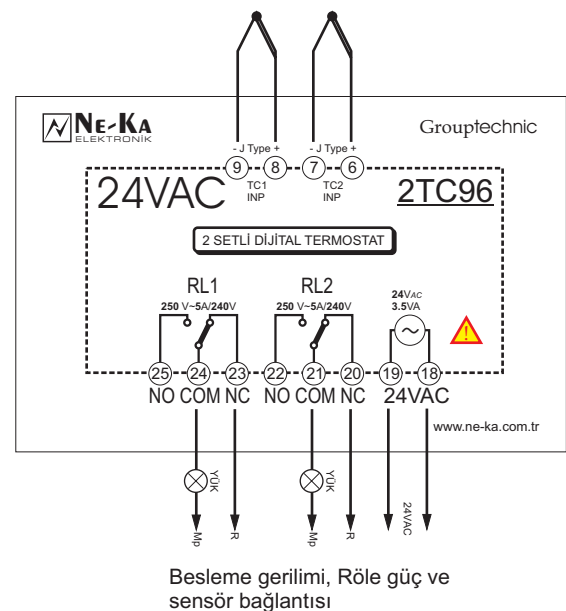 NE-KA
ELEKTRONİK
Grouptechnic
- J Type + - J Type +
9 8 7 6
TC1 TC2
INP INP
24VAC 2TC96
2 SETLİ DİJİTAL TERMOSTAT
RL1 RL2
250 V~5A/240V 250 V~5A/240V
24VAC
3.5VA
25 24 23 22 21 20 19 18
NO COM NC NO COM NC 24VAC
www.ne-ka.com.tr
YÜK YÜK
Mp R Mp R 24VAC
Besleme gerilimi, Röle güç ve
sensör bağlantısı